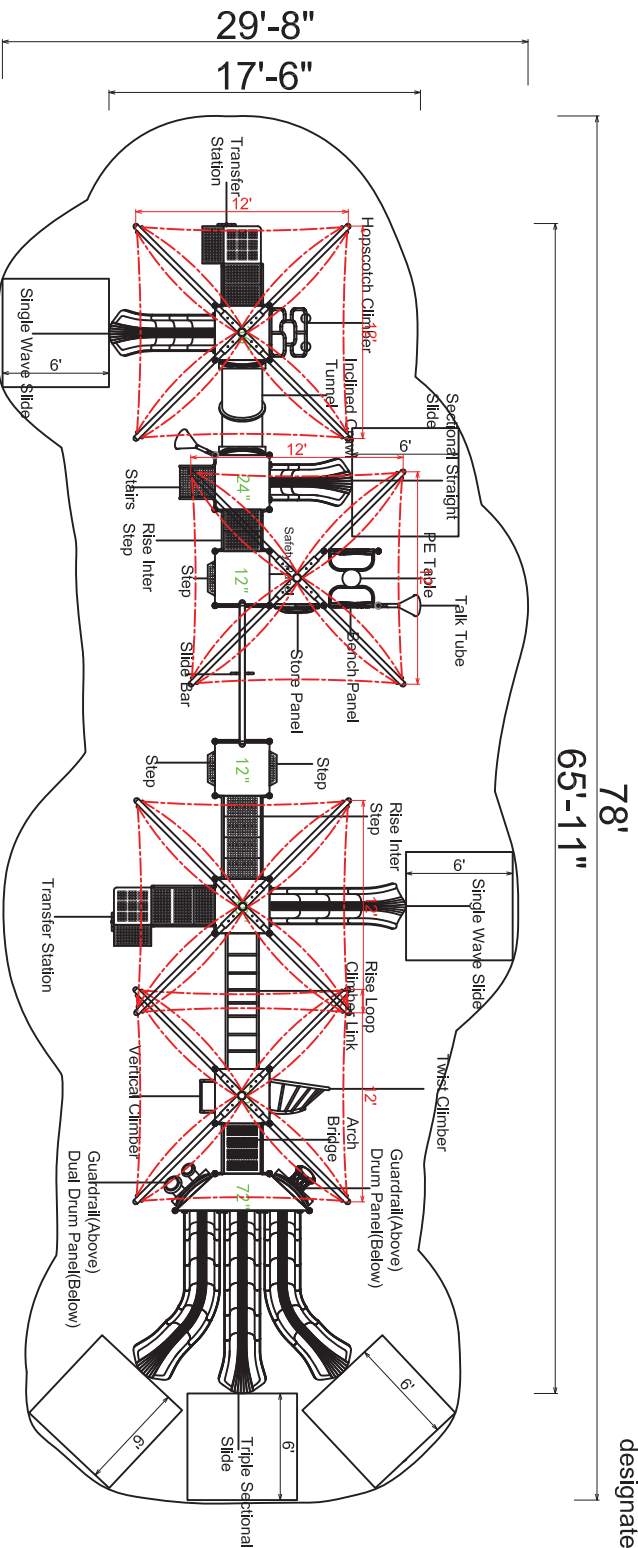 29'-8"
17'-6"
78'
65'-11"
designate
Transfer
Station
12'
Hopscotch Climber
12'
Single Wave Slide
6'
Inclined Crawl
Tunnel
Sectional Straight
Slide
6'
12'
24"
Stairs
Rise Inter
Step
Safety
PE Table
12'
Talk Tube
12"
Step
Bench Panel
Store Panel
Slide Bar
12"
Step
Step
Rise Inter
Step
6'
Single Wave Slide
12'
Transfer Station
Rise Loop
Climber Link
12'
Twist Climber
Vertical Climber
Arch
Bridge
72"
Guardrail(Above)
Drum Panel(Below)
Guardrail(Above)
Dual Drum Panel(Below)
6'
6'
6'
Triple Sectional
Slide